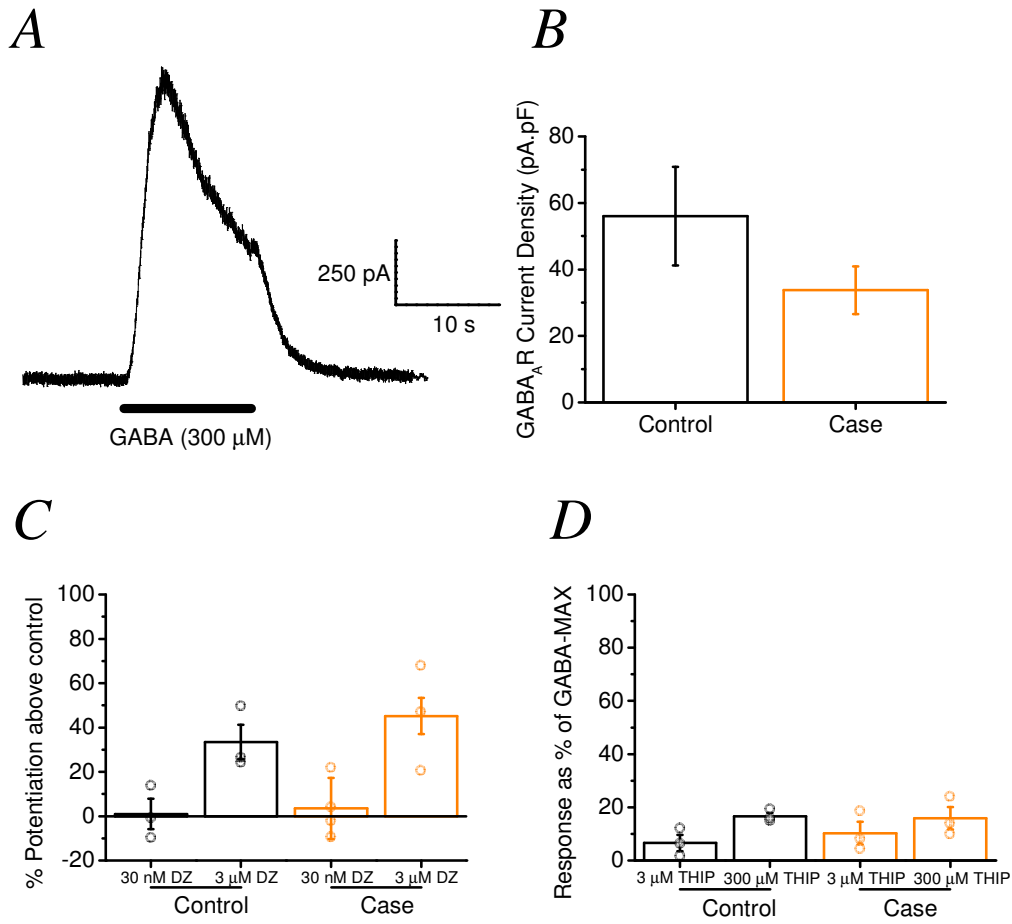 A
250 pA
10 s
GABA (300 μM)
B
GABA_AR Current Density (pA.pF)
80
60
40
20
0
Control
Case
C
% Potentiation above control
100
80
60
40
20
0
-20
30 nM DZ
3 μM DZ
30 nM DZ
3 μM DZ
Control
Case
D
Response as % of GABA-MAX
100
80
60
40
20
0
3 μM THIP
300 μM THIP
3 μM THIP
300 μM THIP
Control
Case